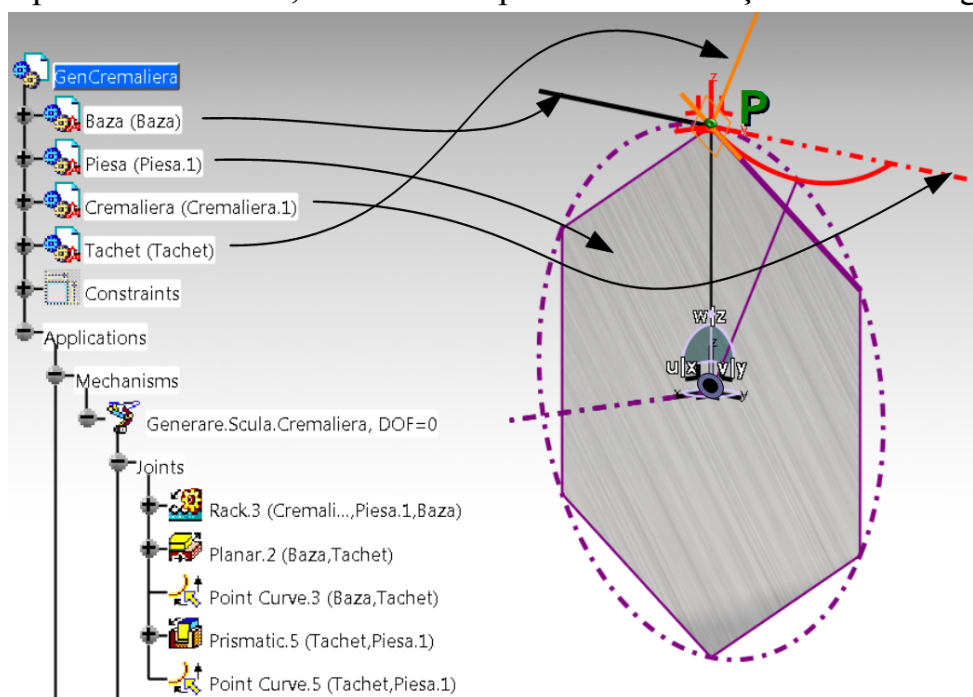 GenCremaliera
Baza (Baza)
Piesa (Piesa.1)
Cremaliera (Cremaliera.1)
Tachet (Tachet)
Constraints
Applications
Mechanisms
Generare.Scula.Cremaliera, DOF=0
Joints
Rack.3 (Cremali...,Piesa.1,Baza)
Planar.2 (Baza,Tachet)
Point Curve.3 (Baza,Tachet)
Prismatic.5 (Tachet,Piesa.1)
Point Curve.5 (Tachet,Piesa.1)
z
P
w|z
z
u|x v|y
x y